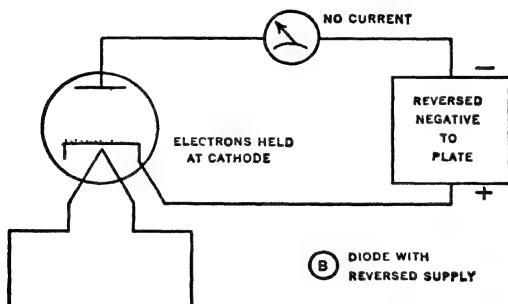 NO CURRENT
−
REVERSED
NEGATIVE
TO
PLATE
+
ELECTRONS HELD
AT CATHODE
B DIODE WITH
REVERSED SUPPLY